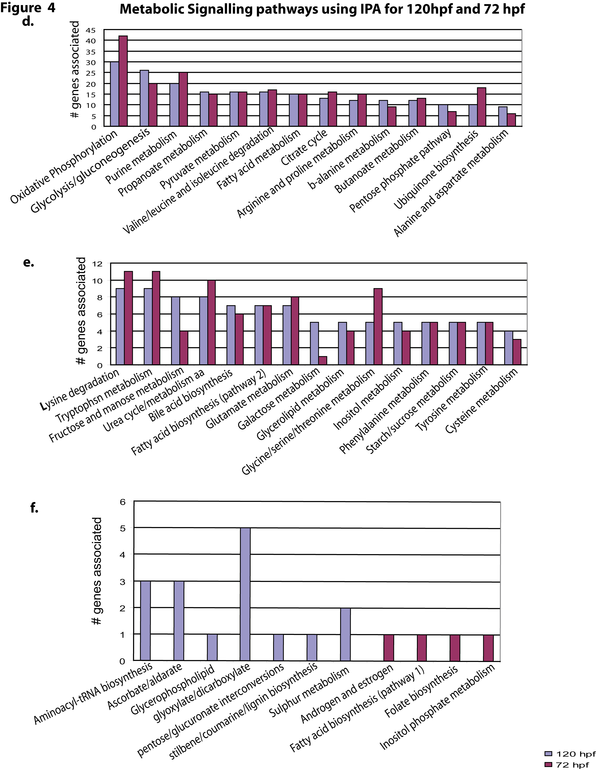 Figure 4
Metabolic Signalling pathways using IPA for 120hpf and 72 hpf
d.
# genes associated
45
40
35
30
25
20
15
10
5
0
Oxidative Phosphorylation
Glycolysis/gluconeogenesis
Purine metabolism
Propanoate metabolism
Pyruvate metabolism
Valine/leucine and isoleucine degradation
Fatty acid metabolism
Citrate cycle
Arginine and proline metabolism
b-alanine metabolism
Butanoate metabolism
Pentose phosphate pathway
Ubiquinone biosynthesis
Alanine and aspartate metabolism
e.
# genes associated
12
10
8
6
4
2
0
Lysine degradation
Tryptophsn metabolism
Fructose and manose metabolism
Urea cycle/metabolism aa
Bile acid biosynthesis
Fatty acid biosynthesis (pathway 2)
Glutamate metabolism
Galactose metabolism
Glycerolipid metabolism
Glycine/serine/threonine metabolism
Inositol metabolism
Phenylalanine metabolism
Starch/sucrose metabolism
Tyrosine metabolism
Cysteine metabolism
f.
# genes associated
6
5
4
3
2
1
0
Aminoacyl-tRNA biosynthesis
Ascorbate/aldarate
Glycerophospholipid
glyoxylate/dicarboxylate
pentose/glucuronate interconversions
stilbene/coumarine/lignin biosynthesis
Sulphur metabolism
Androgen and estrogen
Fatty acid biosynthesis (pathway 1)
Folate biosynthesis
Inositol phosphate metabolism
120 hpf
72 hpf